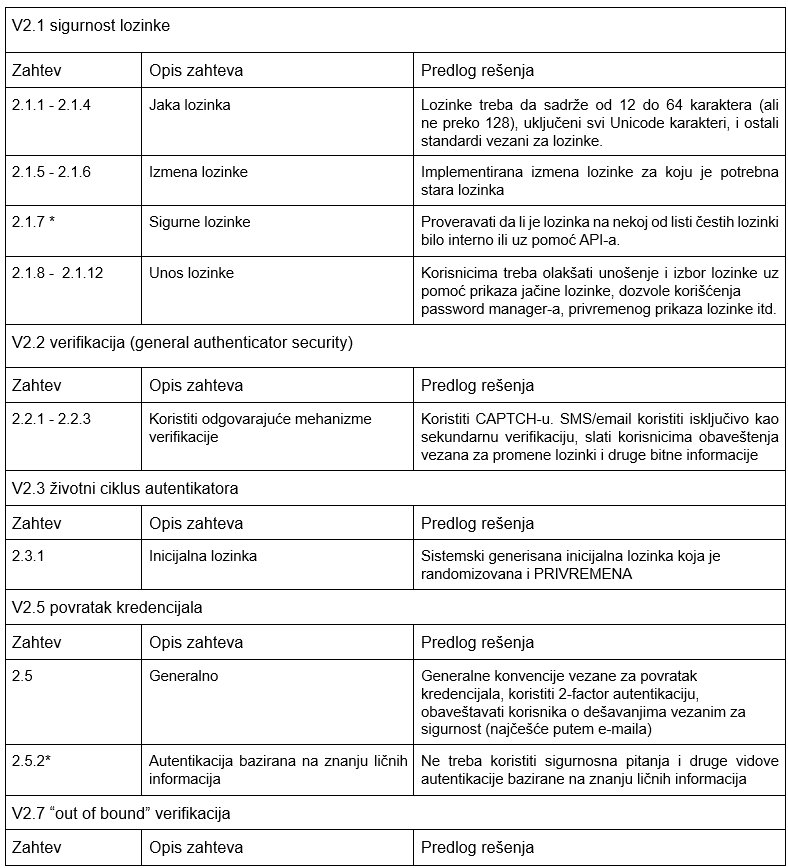 V2.1 sigurnost lozinke
Zahtev Opis zahteva Predlog rešenja
2.1.1 - 2.1.4 Jaka lozinka Lozinke treba da sadrže od 12 do 64 karaktera (ali
ne preko 128), uključeni svi Unicode karakteri, i ostali
standardi vezani za lozinke.
2.1.5 - 2.1.6 Izmena lozinke Implementirana izmena lozinke za koju je potrebna
stara lozinka
2.1.7 * Sigurne lozinke Proveravati da li je lozinka na nekoj od listi čestih lozinki
bilo interno ili uz pomoć API-a.
2.1.8 - 2.1.12 Unos lozinke Korisnicima treba olakšati unošenje i izbor lozinke uz
pomoć prikaza jačine lozinke, dozvole korišćenja
password manager-a, privremenog prikaza lozinke itd.
V2.2 verifikacija (general authenticator security)
Zahtev Opis zahteva Predlog rešenja
2.2.1 - 2.2.3 Koristiti odgovarajuće mehanizme Koristiti CAPTCH-u. SMS/email koristiti isključivo kao
verifikacije sekundarnu verifikaciju, slati korisnicima obaveštenja
vezana za promene lozinki i druge bitne informacije
V2.3 životni ciklus autentikatora
Zahtev Opis zahteva Predlog rešenja
2.3.1 Inicijalna lozinka Sistemski generisana inicijalna lozinka koja je
randomizovana i PRIVREMENA
V2.5 povratak kredencijala
Zahtev Opis zahteva Predlog rešenja
2.5 Generalno Generalne konvencije vezane za povratak
kredencijala, koristiti 2-factor autentikaciju,
obaveštavati korisnika o dešavanjima vezanim za
sigurnost (najčešće putem e-maila)
2.5.2* Autentikacija bazirana na znanju ličnih Ne treba koristiti sigurnosna pitanja i druge vidove
informacija autentikacije bazirane na znanju ličnih informacija
V2.7 “out of bound” verifikacija
Zahtev Opis zahteva Predlog rešenja